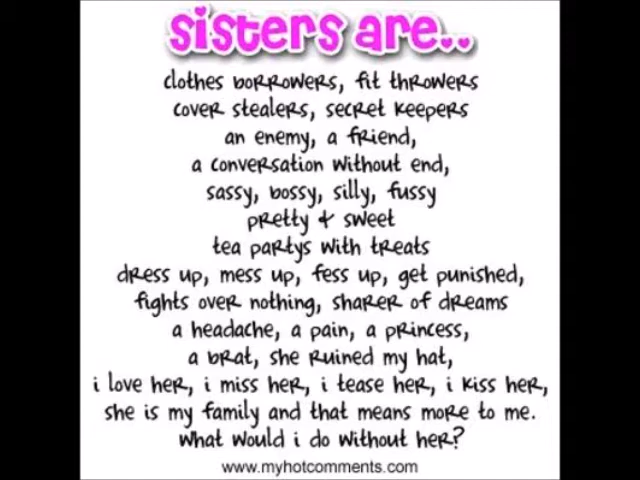 sisters are..
clothes borrowers, fit throwers
cover stealers, secret keepers
an enemy, a friend,
a conversation without end,
sassy, bossy, silly, fussy
pretty & sweet
tea partys with treats
dress up, mess up, fess up, get punished,
fights over nothing, sharer of dreams
a headache, a pain, a princess,
a brat, she ruined my hat,
i love her, i miss her, i tease her, i kiss her,
she is my family and that means more to me.
what would i do without her?
www.myhotcomments.com